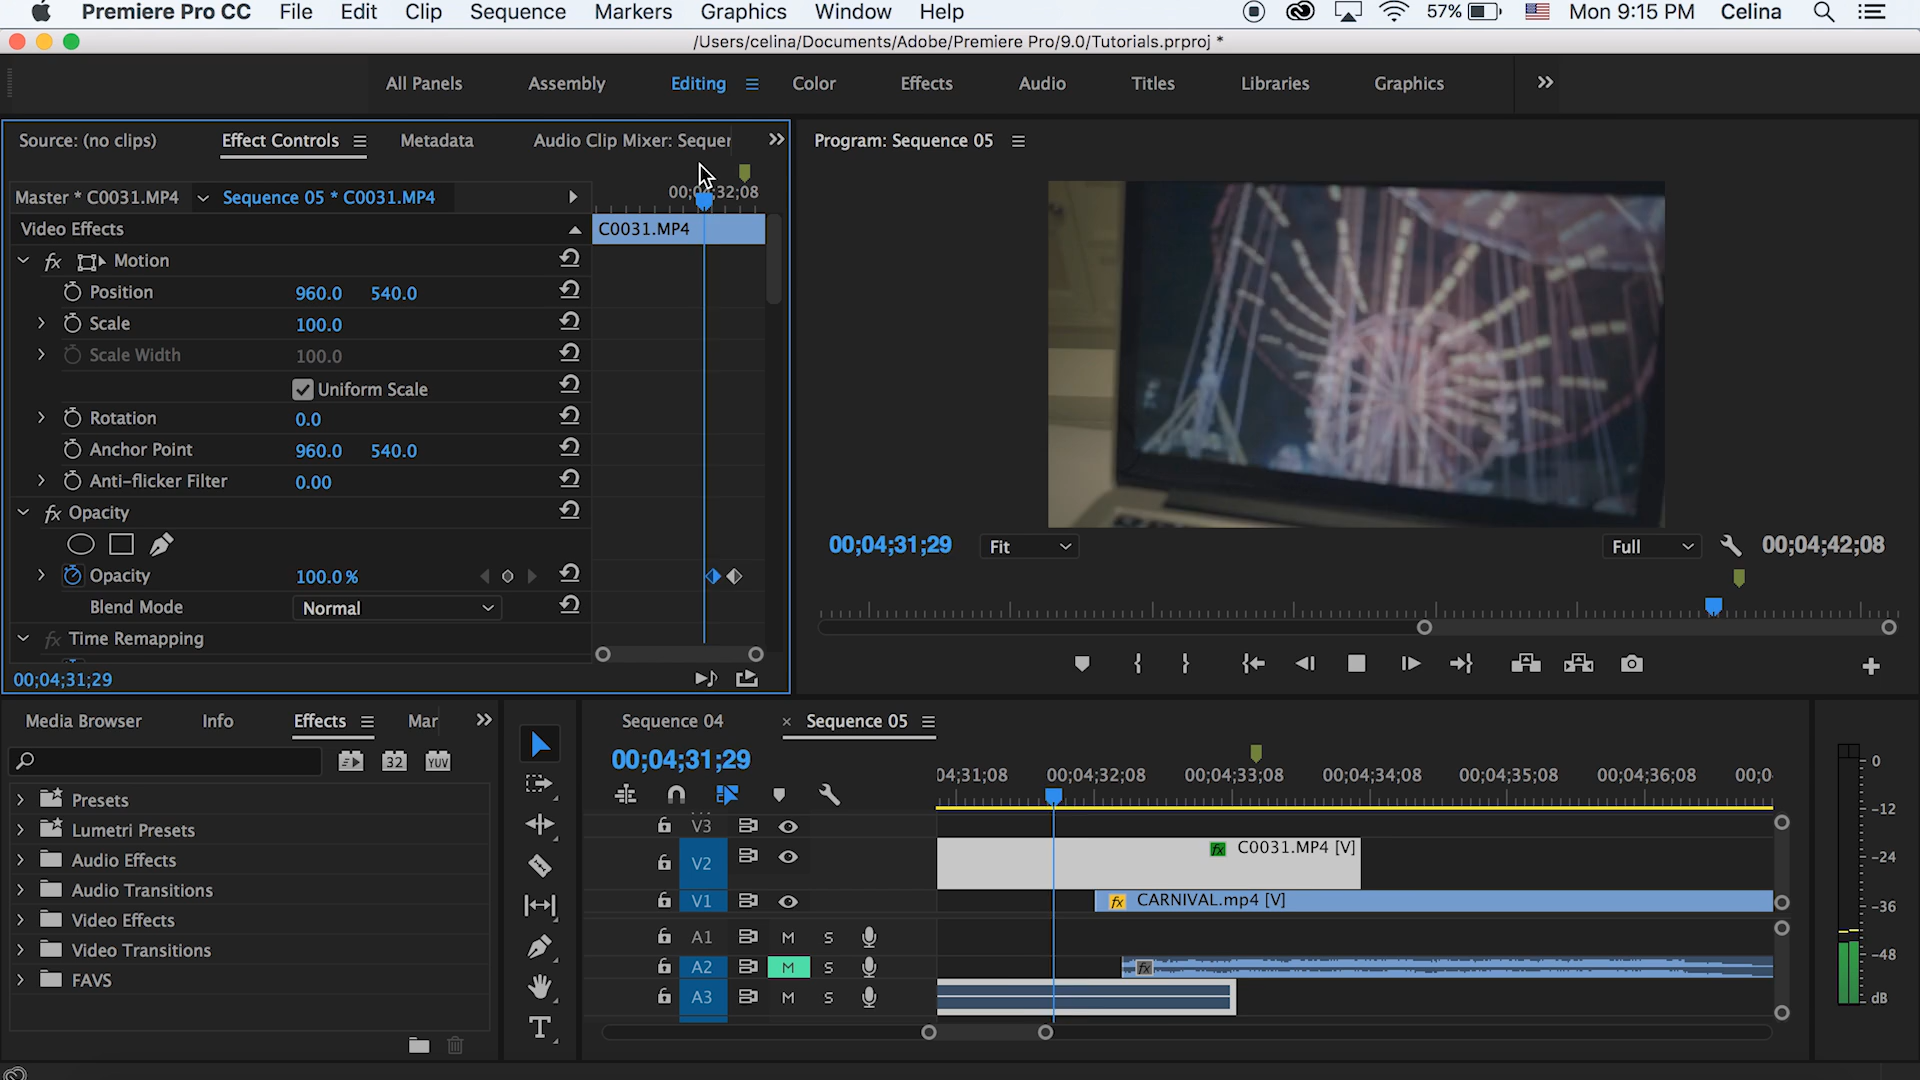 Premiere Pro CC File Edit Clip Sequence Markers Graphics Window Help 57% Mon 9:15 PM Celina
/Users/celina/Documents/Adobe/Premiere Pro/9.0/Tutorials.prproj *
All Panels Assembly Editing Color Effects Audio Titles Libraries Graphics
Source: (no clips) Effect Controls Metadata Audio Clip Mixer: Sequer
Master * C0031.MP4 Sequence 05 * C0031.MP4
Video Effects
C0031.MP4
Motion
Position 960.0 540.0
Scale 100.0
Scale Width 100.0
Uniform Scale
Rotation 0.0
Anchor Point 960.0 540.0
Anti-flicker Filter 0.00
fx Opacity
Opacity 100.0 %
Blend Mode Normal
fx Time Remapping
00;04;31;29
Program: Sequence 05
00;04;31;29 Fit Full 00;04;42;08
Media Browser Info Effects Mar
32 YUV
Presets
Lumetri Presets
Audio Effects
Audio Transitions
Video Effects
Video Transitions
FAVS
Sequence 04 × Sequence 05
00;04;31;29
04;31;08 00;04;32;08 00;04;33;08 00;04;34;08 00;04;35;08 00;04;36;08 00;0
V3
V2 fx C0031.MP4 [V]
V1 fx CARNIVAL.mp4 [V]
A1 M S
A2 M S fx
A3 M S
0
-12
-24
-36
-48
dB